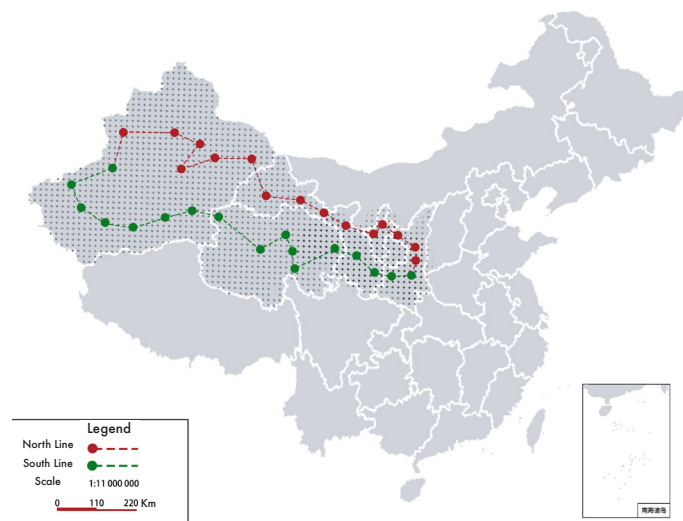 Legend
North Line
South Line
Scale 1:11 000 000
0 110 220 Km
南海诸岛